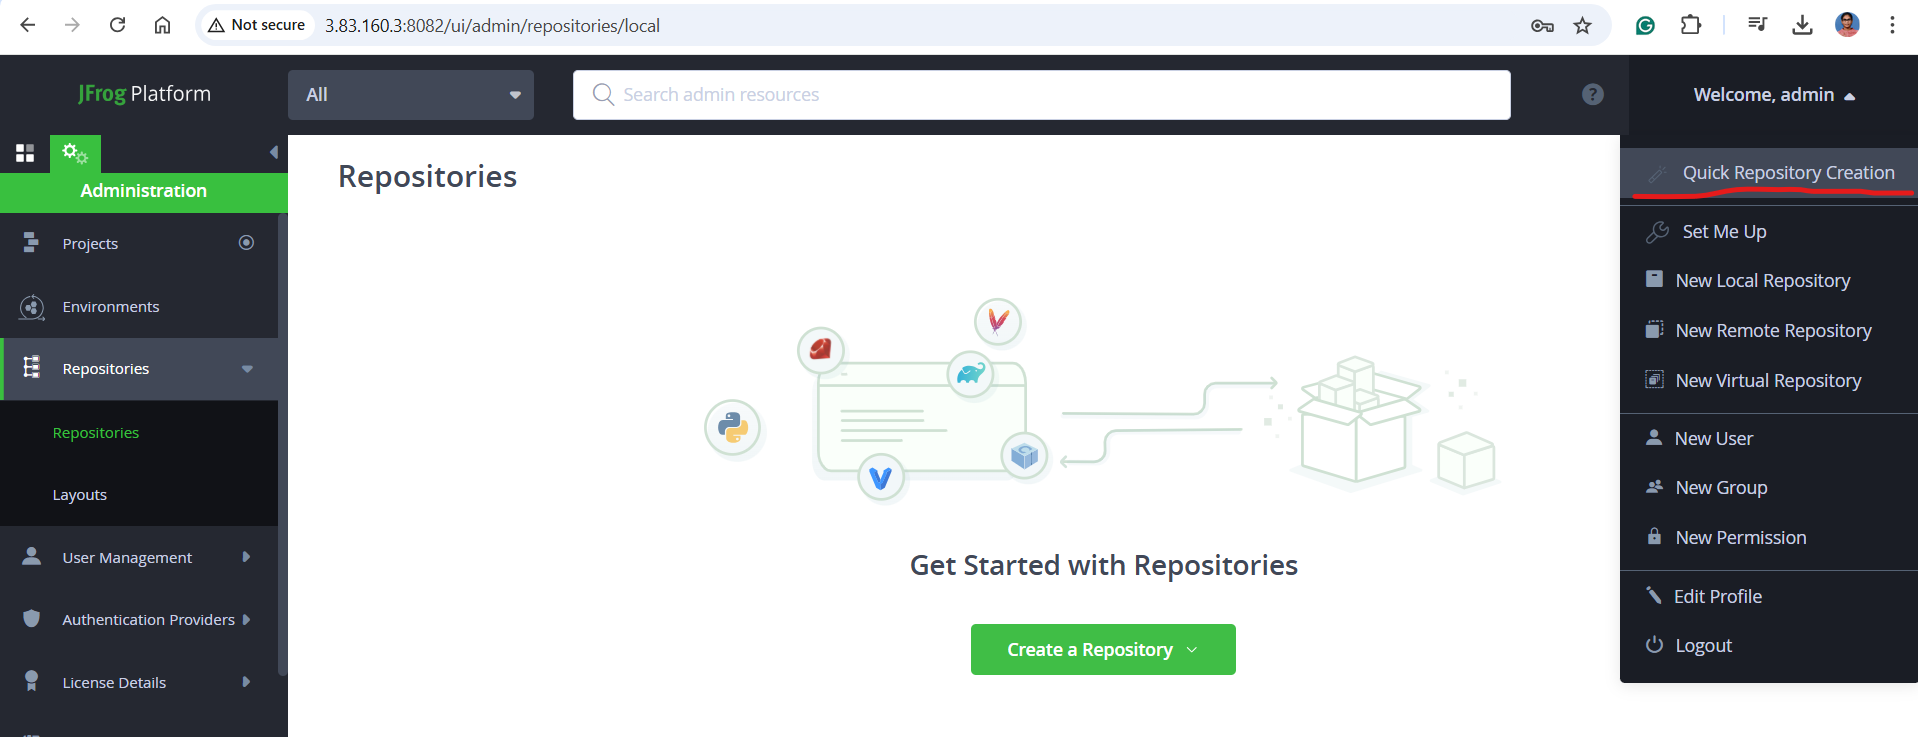 Not secure 3.83.160.3:8082/ui/admin/repositories/local
JFrog Platform
All
Search admin resources
?
Welcome, admin
Administration
Projects
Environments
Repositories
Repositories
Layouts
User Management
Authentication Providers
License Details
Repositories
Get Started with Repositories
Create a Repository
Quick Repository Creation
Set Me Up
New Local Repository
New Remote Repository
New Virtual Repository
New User
New Group
New Permission
Edit Profile
Logout